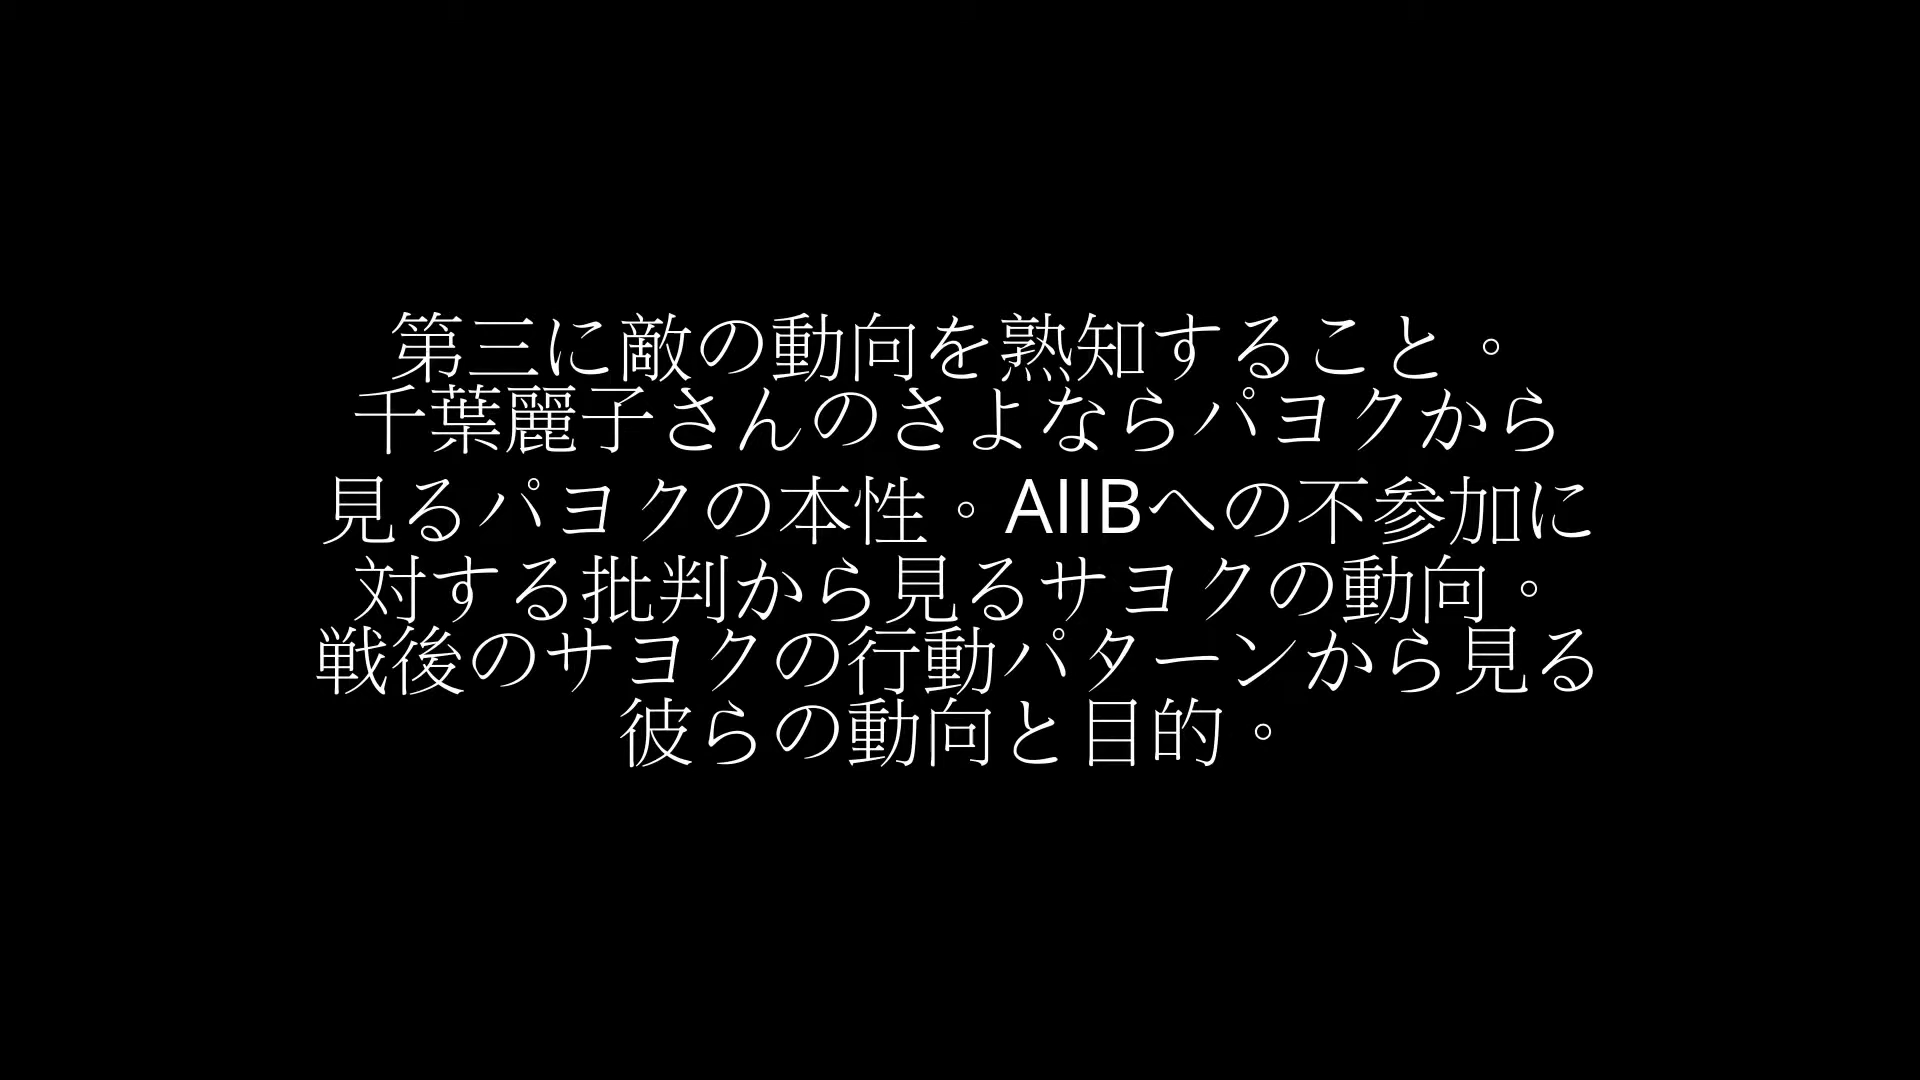 第三に敵の動向を熟知すること。
千葉麗子さんのさよならパヨクから
見るパヨクの本性。AIIBへの不参加に
対する批判から見るサヨクの動向。
戦後のサヨクの行動パターンから見る
彼らの動向と目的。